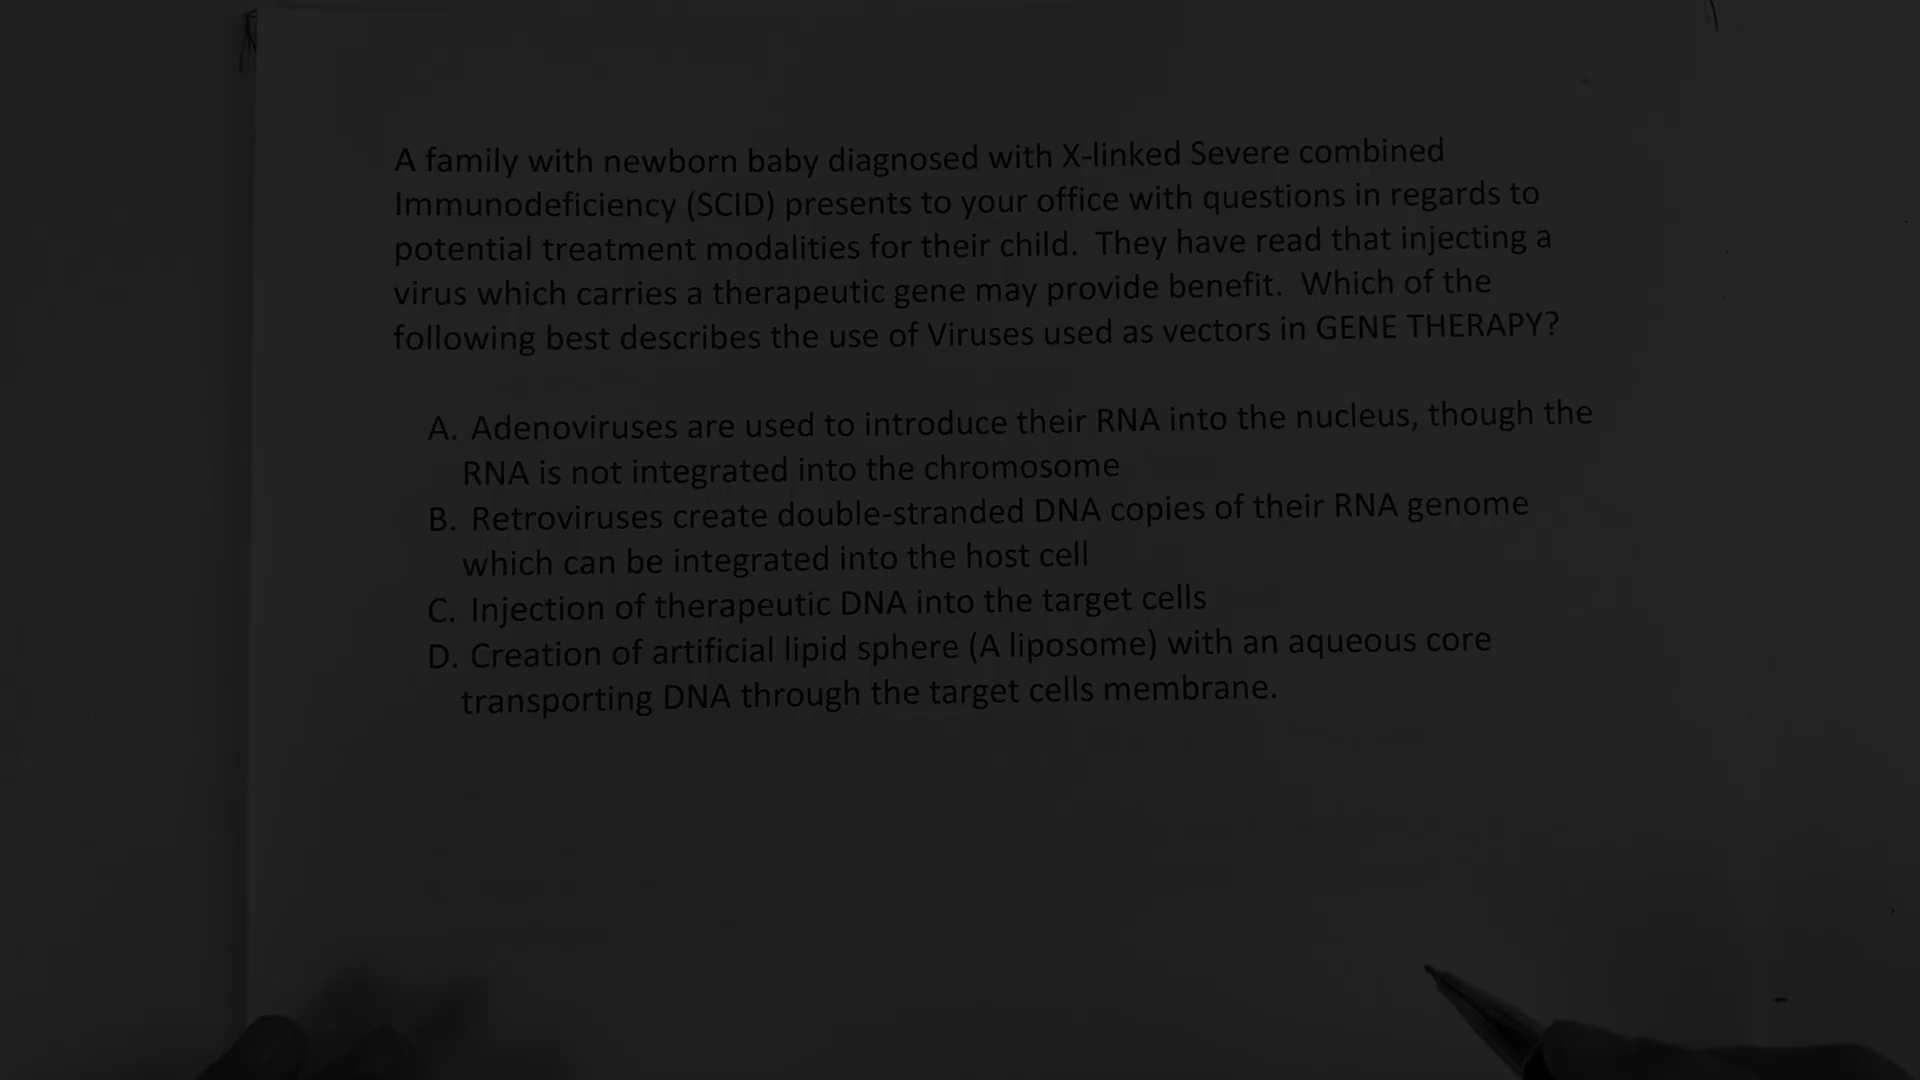 A family with newborn baby diagnosed with X-linked Severe combined
Immunodeficiency (SCID) presents to your office with questions in regards to
potential treatment modalities for their child.  They have read that injecting a
virus which carries a therapeutic gene may provide benefit.  Which of the
following best describes the use of Viruses used as vectors in GENE THERAPY?
A. Adenoviruses are used to introduce their RNA into the nucleus, though the
RNA is not integrated into the chromosome
B. Retroviruses create double-stranded DNA copies of their RNA genome
which can be integrated into the host cell
C. Injection of therapeutic DNA into the target cells
D. Creation of artificial lipid sphere (A liposome) with an aqueous core
transporting DNA through the target cells membrane.